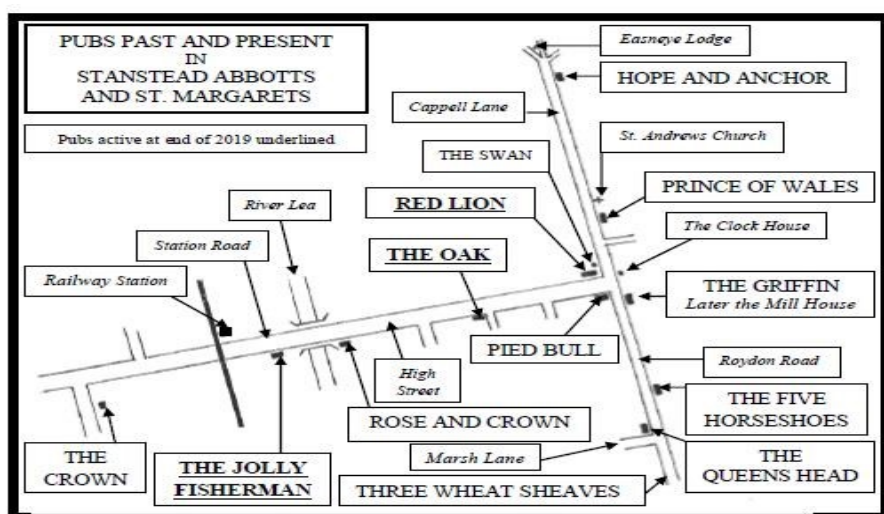 PUBS PAST AND PRESENT
IN
STANSTEAD ABBOTTS
AND ST. MARGARETS
Pubs active at end of 2019 underlined
Easneye Lodge
HOPE AND ANCHOR
Cappell Lane
St. Andrews Church
THE SWAN
PRINCE OF WALES
River Lea
RED LION
The Clock House
Station Road
THE OAK
Railway Station
THE GRIFFIN
Later the Mill House
PIED BULL
High
Street
Roydon Road
THE FIVE
HORSESHOES
ROSE AND CROWN
THE
CROWN
THE JOLLY
FISHERMAN
Marsh Lane
THE
QUEENS HEAD
THREE WHEAT SHEAVES